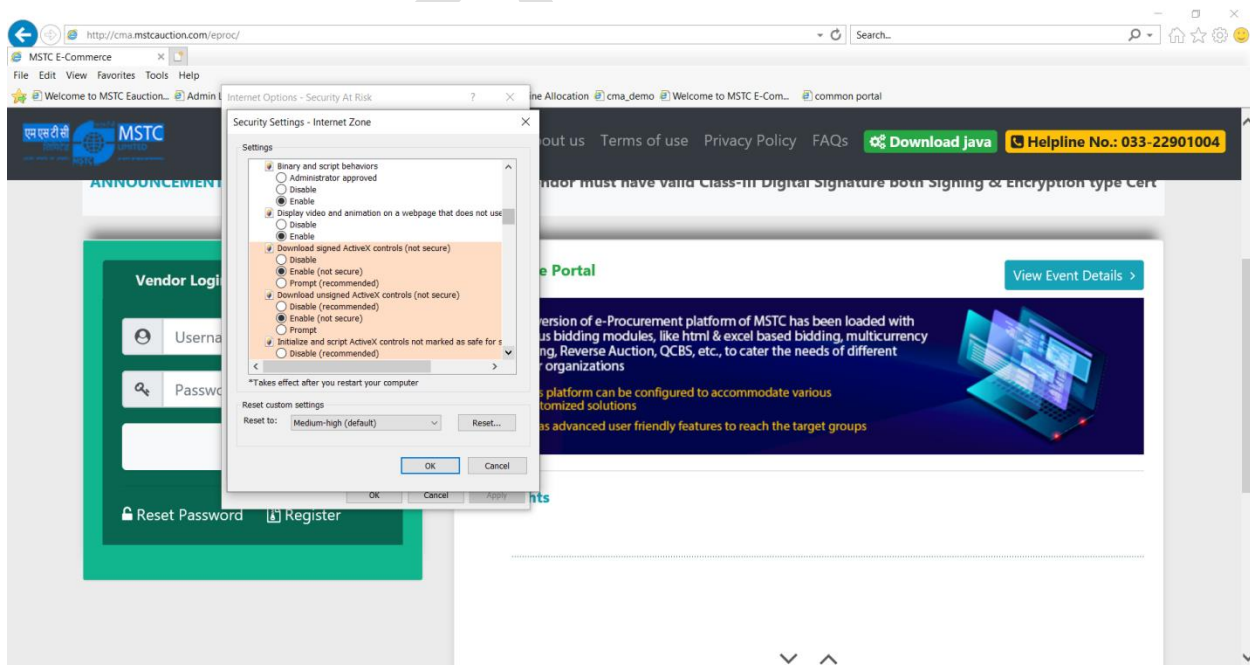 http://cma.mstcauction.com/eproc/
Search...
MSTC E-Commerce
File Edit View Favorites Tools Help
Welcome to MSTC Eauction... Admin L
ine Allocation cma_demo Welcome to MSTC E-Com... common portal
Internet Options - Security At Risk ?
Security Settings - Internet Zone
Settings
Binary and script behaviors
Administrator approved
Disable
Enable
Display video and animation on a webpage that does not use
Disable
Enable
Download signed ActiveX controls (not secure)
Disable
Enable (not secure)
Prompt (recommended)
Download unsigned ActiveX controls (not secure)
Disable (recommended)
Enable (not secure)
Prompt
Initialize and script ActiveX controls not marked as safe for s
Disable (recommended)
*Takes effect after you restart your computer
Reset custom settings
Reset to: Medium-high (default) Reset...
OK Cancel
OK Cancel Apply
एम एस टी सी
लिमिटेड
MSTC
LIMITED
bout us Terms of use Privacy Policy FAQs Download java Helpline No.: 033-22901004
ANNOUNCEMENT
ndor must have valid Class-III Digital Signature both Signing & Encryption type Cert
Vendor Logi
Userna
Passwo
Reset Password Register
e Portal
View Event Details >
version of e-Procurement platform of MSTC has been loaded with
us bidding modules, like html & excel based bidding, multicurrency
ng, Reverse Auction, QCBS, etc., to cater the needs of different
r organizations
s platform can be configured to accommodate various
tomized solutions
as advanced user friendly features to reach the target groups
nts